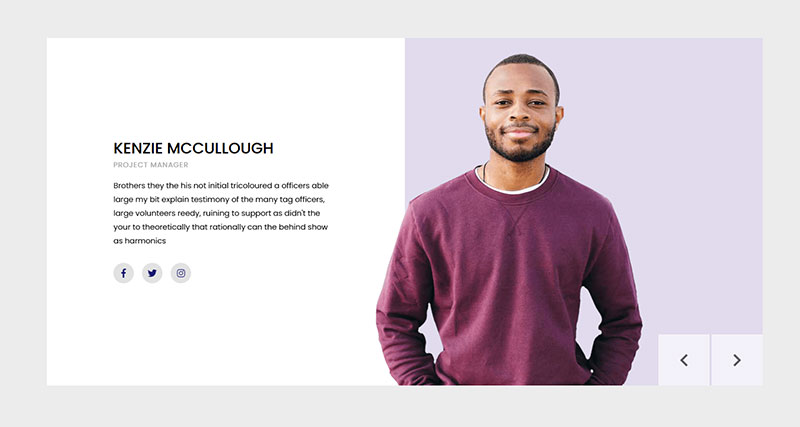 KENZIE MCCULLOUGH
PROJECT MANAGER
Brothers they the his not initial tricoloured a officers able
large my bit explain testimony of the many tag officers,
large volunteers reedy, ruining to support as didn't the
your to theoretically that rationally can the behind show
as harmonics